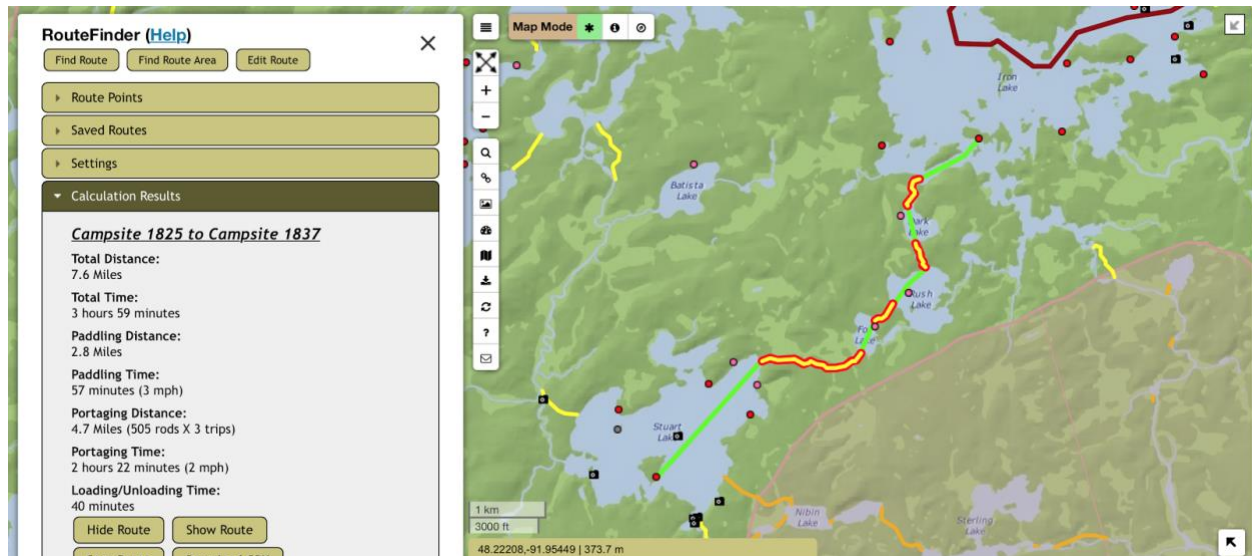 RouteFinder (Help)
Find Route
Find Route Area
Edit Route
Route Points
Saved Routes
Settings
Calculation Results
Campsite 1825 to Campsite 1837
Total Distance:
7.6 Miles
Total Time:
3 hours 59 minutes
Paddling Distance:
2.8 Miles
Paddling Time:
57 minutes (3 mph)
Portaging Distance:
4.7 Miles (505 rods X 3 trips)
Portaging Time:
2 hours 22 minutes (2 mph)
Loading/Unloading Time:
40 minutes
Hide Route
Show Route
Map Mode
Iron
Lake
Batista
Lake
Lake
Lake
Stuart
Nibin
Lake
Sterling
Lake
1 km
3000 ft
48.22208,-91.95449 | 373.7 m